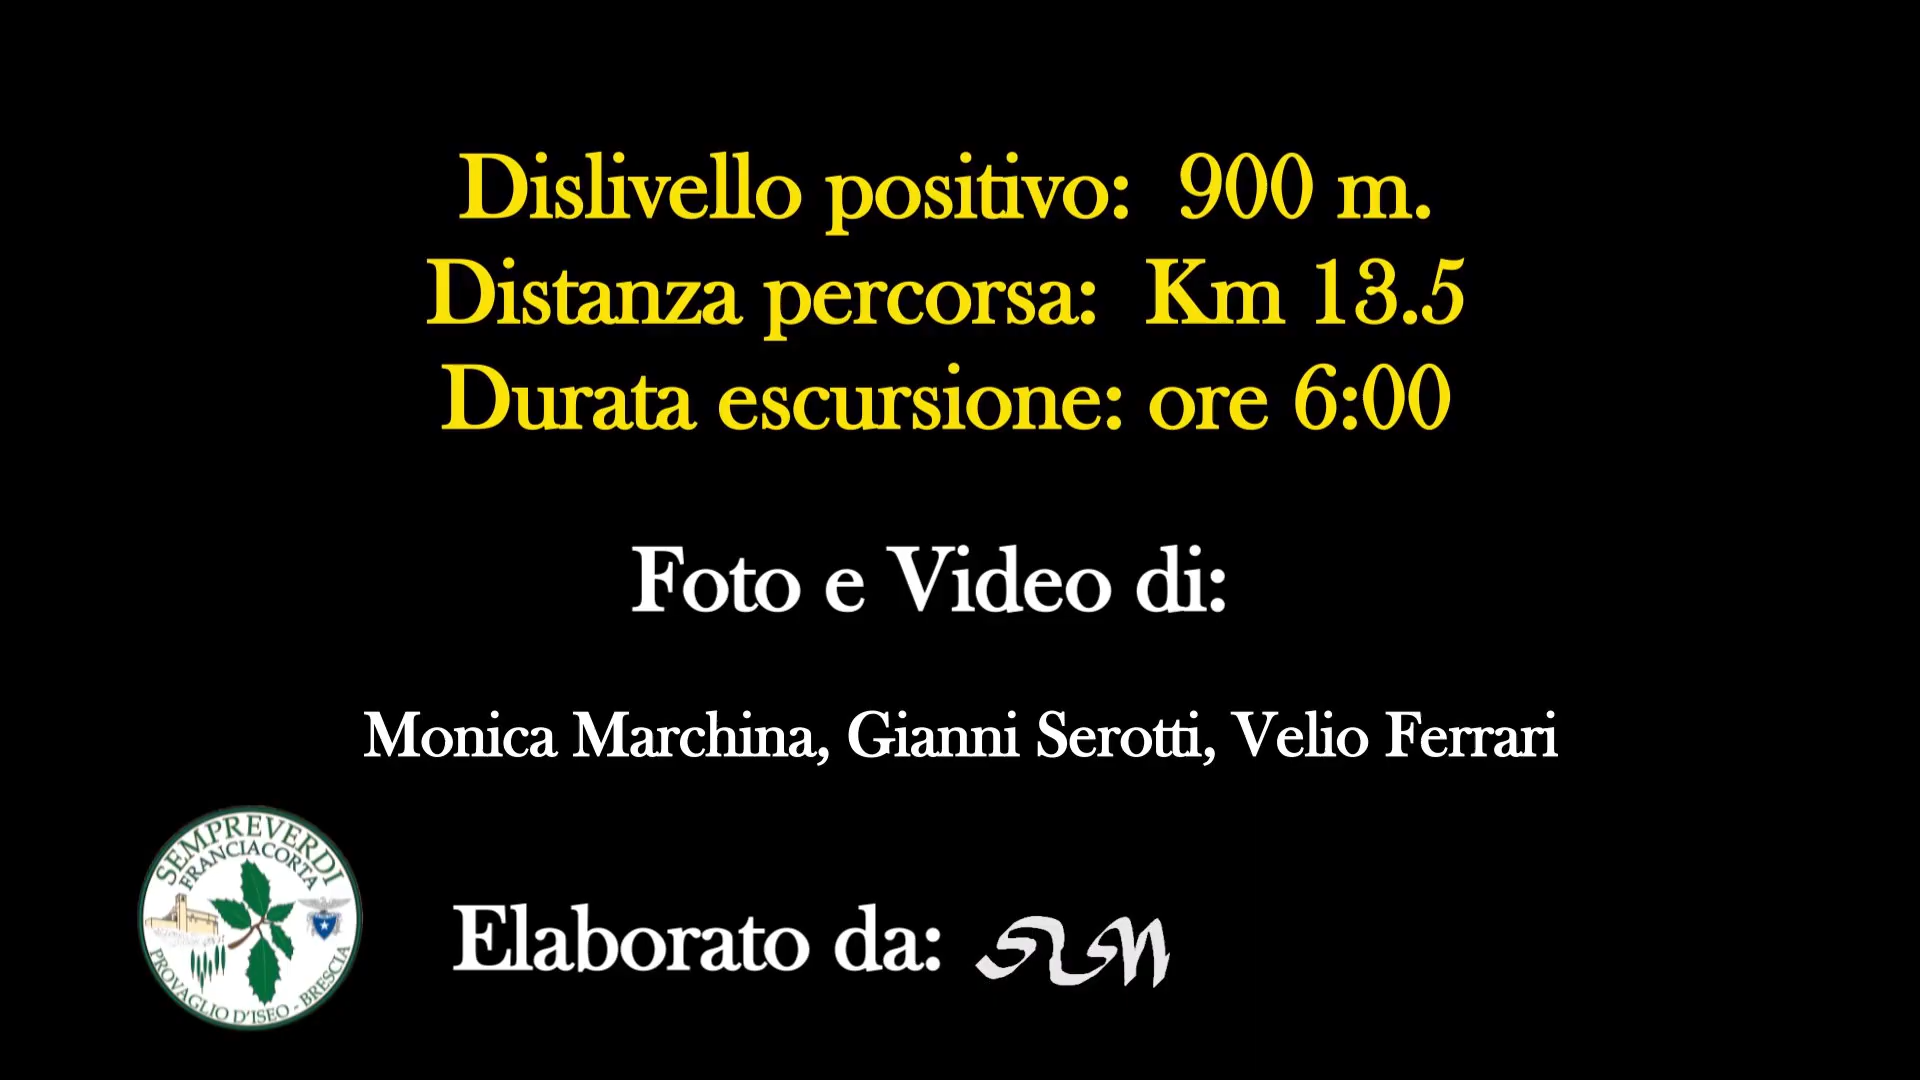 Dislivello positivo: 900 m.
Distanza percorsa: Km 13.5
Durata escursione: ore 6:00
Foto e Video di:
Monica Marchina, Gianni Serotti, Velio Ferrari
SEMPREVERDI
FRANCIACORTA
PROVAGLIO D'ISEO - BRESCIA
Elaborato da: